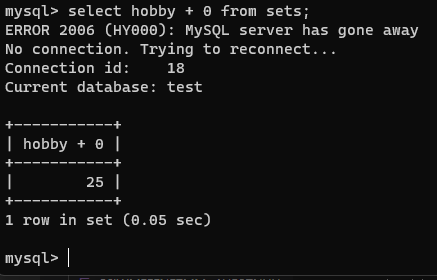 mysql> select hobby + 0 from sets;
ERROR 2006 (HY000): MySQL server has gone away
No connection. Trying to reconnect...
Connection id:    18
Current database: test

+-----------+
| hobby + 0 |
+-----------+
|        25 |
+-----------+
1 row in set (0.05 sec)

mysql>